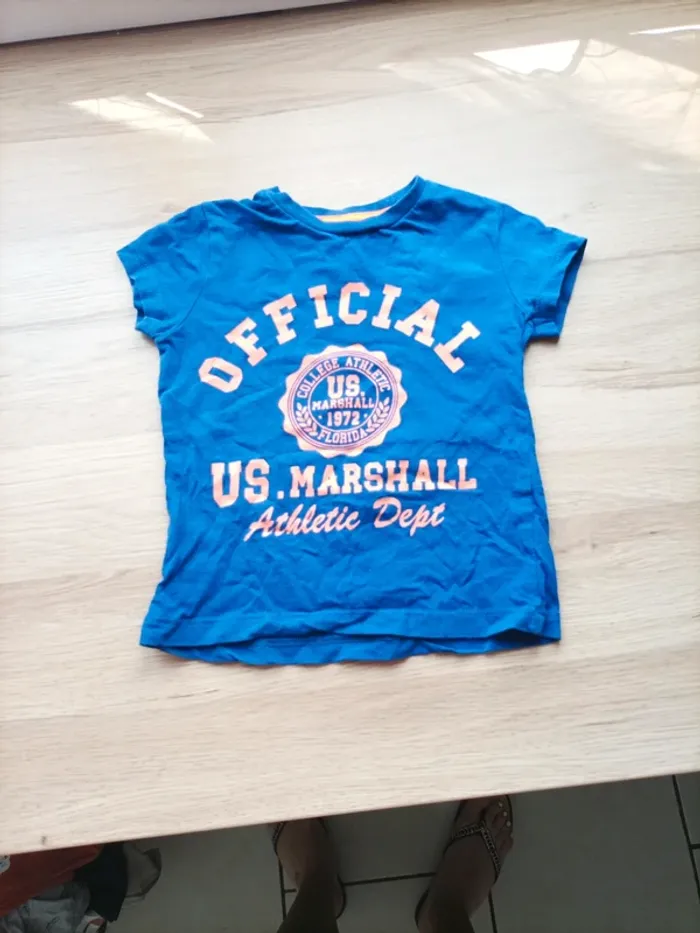 OFFICIAL
COLLEGE ATHLETIC
US.
MARSHALL
• 1972 •
FLORIDA
US.MARSHALL
Athletic Dept